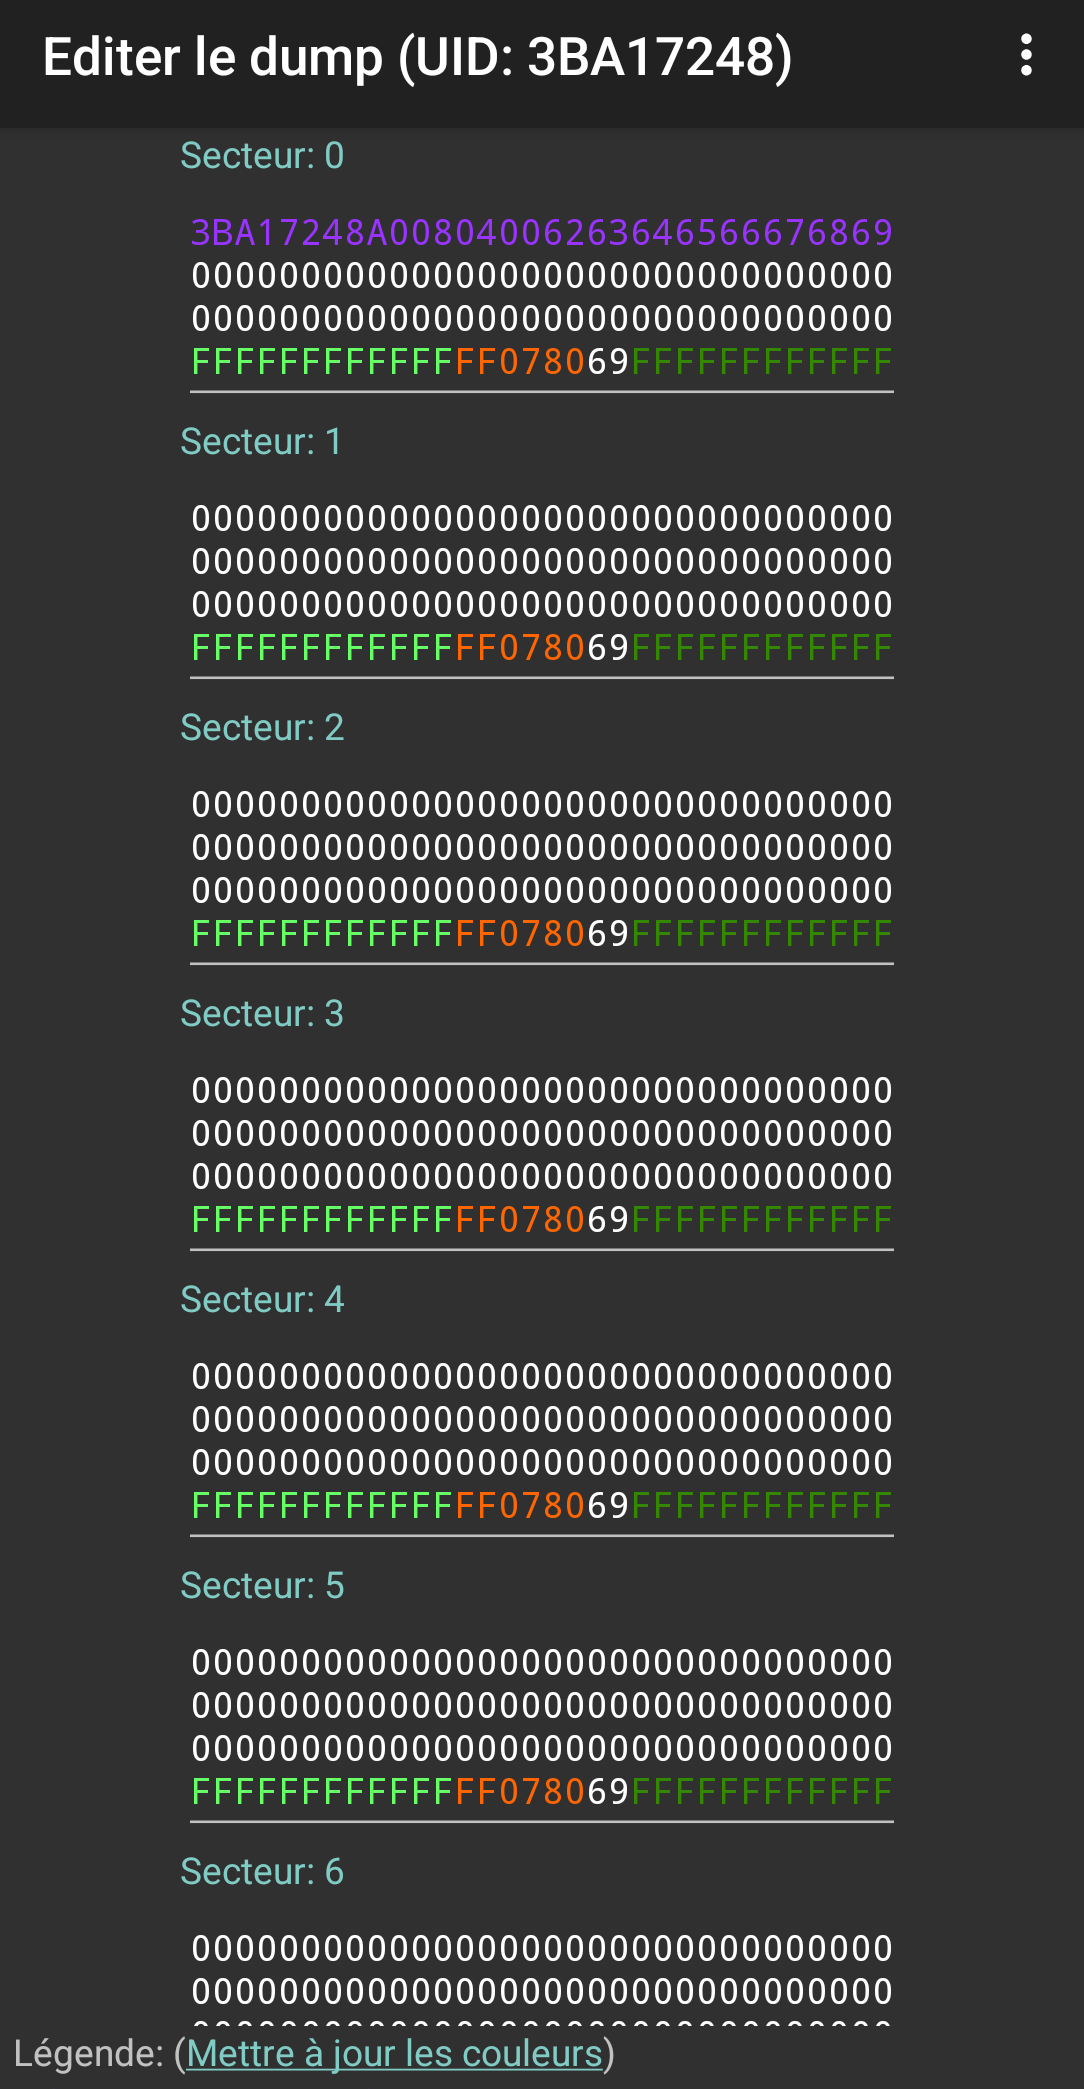 Editer le dump (UID: 3BA17248)
Secteur: 0
3BA17248A00804006263646566676869
00000000000000000000000000000000
00000000000000000000000000000000
FFFFFFFFFFFFFF078069FFFFFFFFFFFF
Secteur: 1
00000000000000000000000000000000
00000000000000000000000000000000
00000000000000000000000000000000
FFFFFFFFFFFFFF078069FFFFFFFFFFFF
Secteur: 2
00000000000000000000000000000000
00000000000000000000000000000000
00000000000000000000000000000000
FFFFFFFFFFFFFF078069FFFFFFFFFFFF
Secteur: 3
00000000000000000000000000000000
00000000000000000000000000000000
00000000000000000000000000000000
FFFFFFFFFFFFFF078069FFFFFFFFFFFF
Secteur: 4
00000000000000000000000000000000
00000000000000000000000000000000
00000000000000000000000000000000
FFFFFFFFFFFFFF078069FFFFFFFFFFFF
Secteur: 5
00000000000000000000000000000000
00000000000000000000000000000000
00000000000000000000000000000000
FFFFFFFFFFFFFF078069FFFFFFFFFFFF
Secteur: 6
00000000000000000000000000000000
00000000000000000000000000000000
Légende: (Mettre à jour les couleurs)